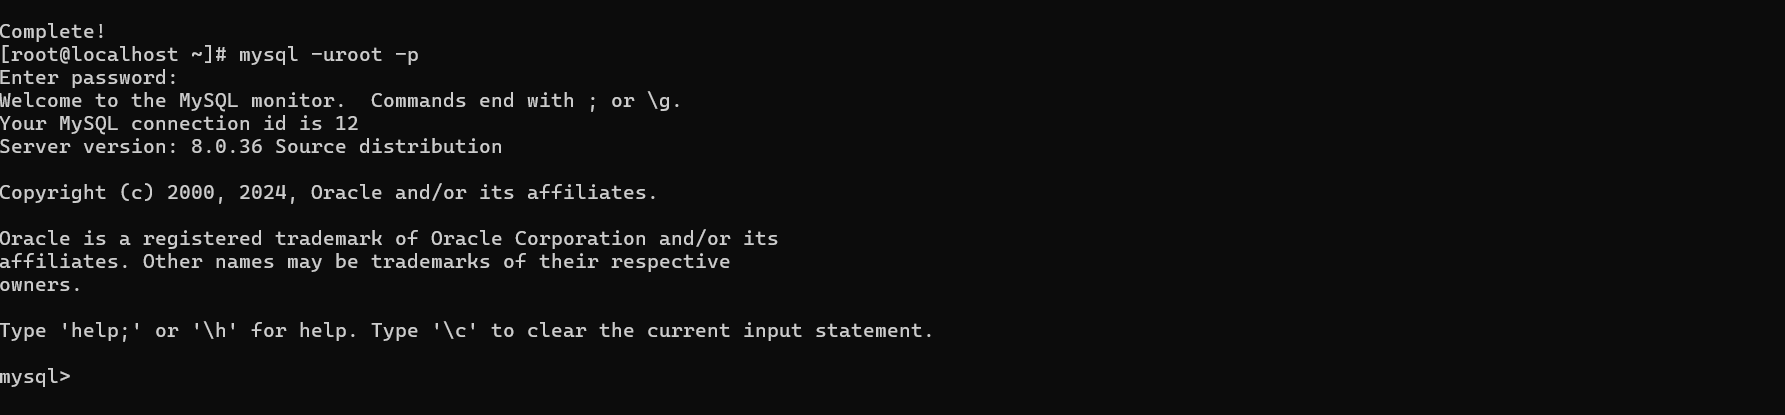 Complete!
[root@localhost ~]# mysql -uroot -p
Enter password:
Welcome to the MySQL monitor.  Commands end with ; or \g.
Your MySQL connection id is 12
Server version: 8.0.36 Source distribution
Copyright (c) 2000, 2024, Oracle and/or its affiliates.
Oracle is a registered trademark of Oracle Corporation and/or its
affiliates. Other names may be trademarks of their respective
owners.
Type 'help;' or '\h' for help. Type '\c' to clear the current input statement.
mysql>